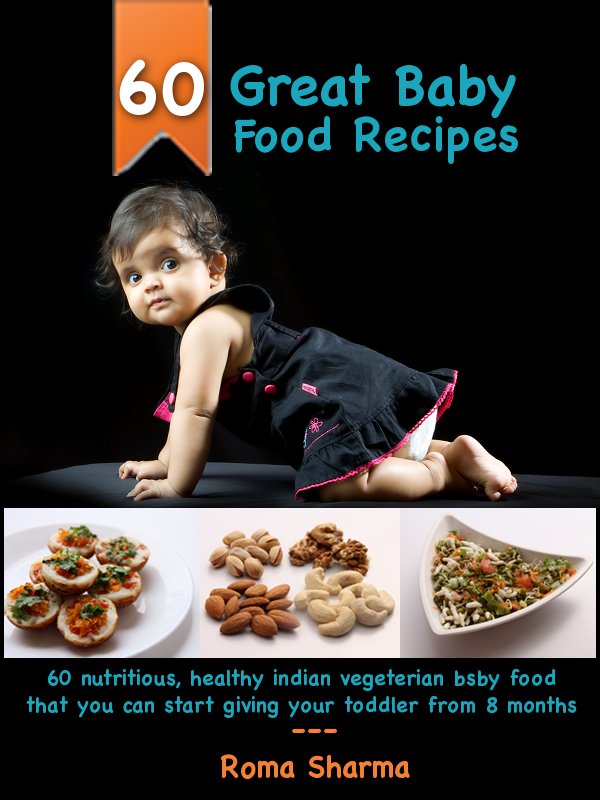 60
Great Baby
Food Recipes
60 nutritious, healthy indian vegeterian bsby food
that you can start giving your toddler from 8 months
---
Roma Sharma